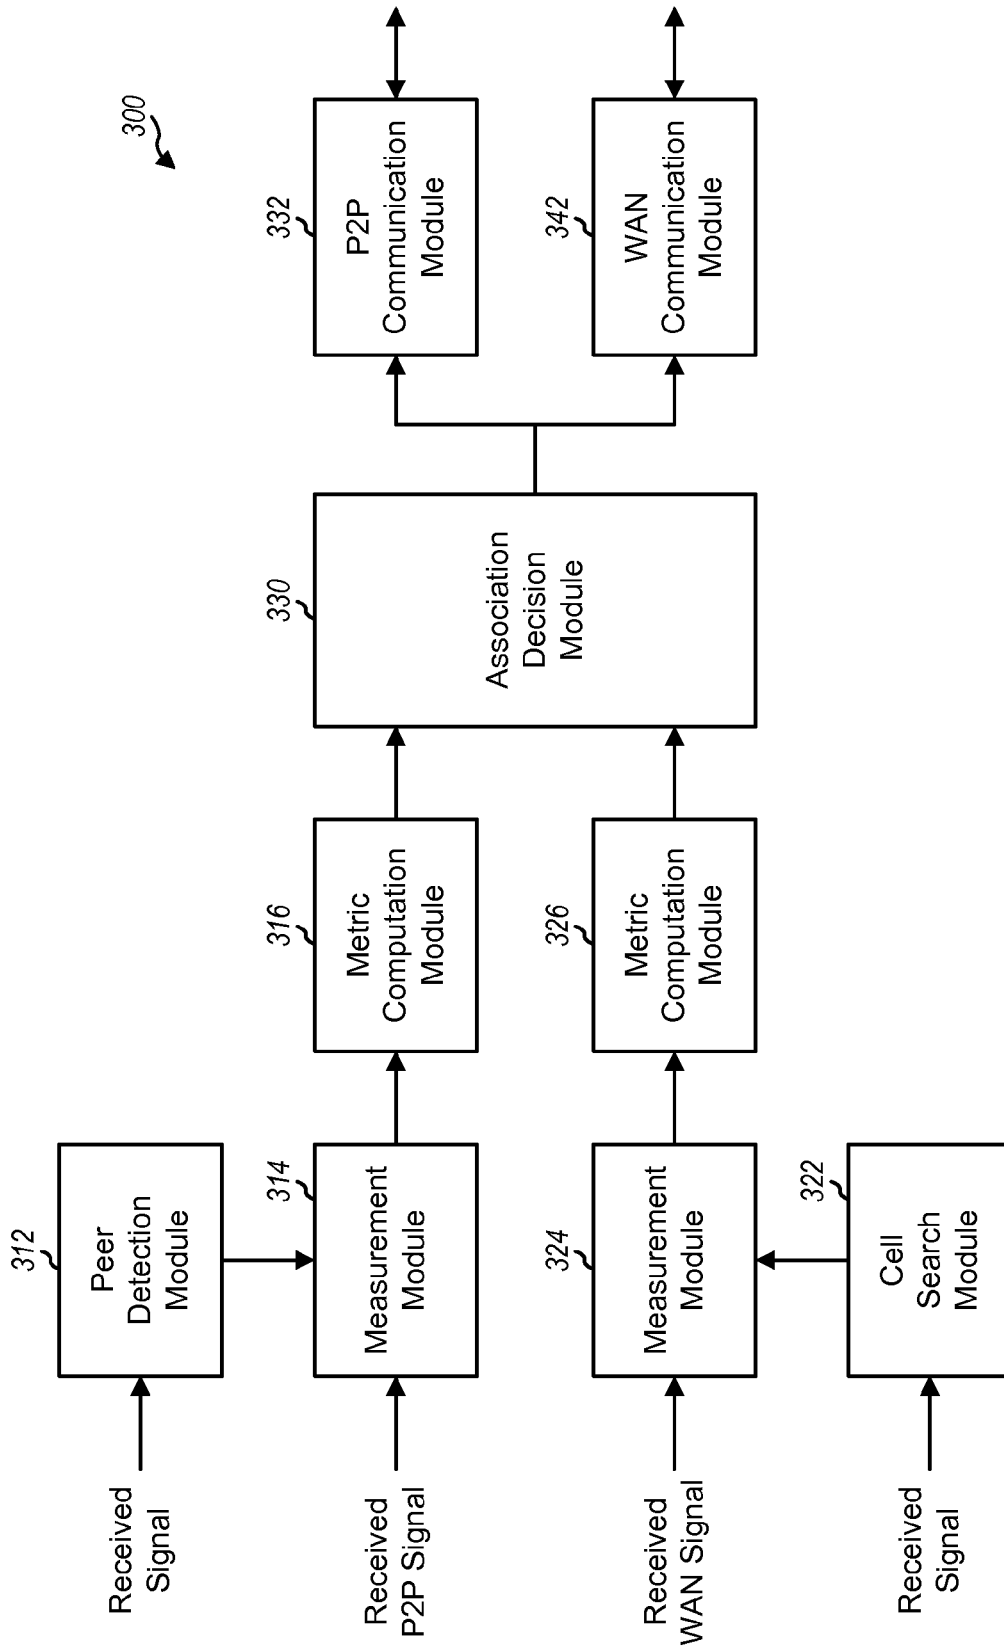 300
Received
Signal
312
Peer
Detection
Module
Received
P2P Signal
314
Measurement
Module
316
Metric
Computation
Module
330
Association
Decision
Module
332
P2P
Communication
Module
Received
WAN Signal
324
Measurement
Module
326
Metric
Computation
Module
342
WAN
Communication
Module
Received
Signal
322
Cell
Search
Module